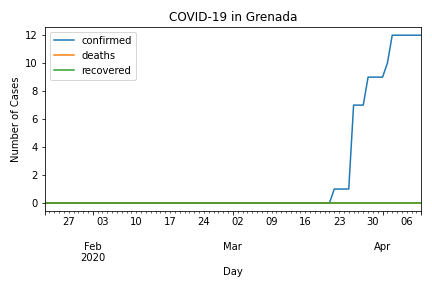 COVID-19 in Grenada
confirmed
deaths
recovered
Number of Cases
12
10
8
6
4
2
0
27 03 10 17 24 02 09 16 23 30 06
Feb Mar Apr
2020
Day